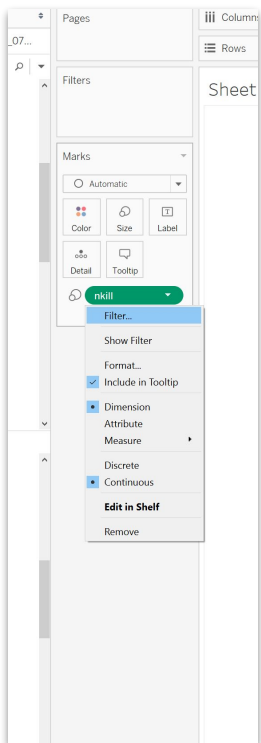 Pages
Columns
_07...
Rows
Filters
Sheet
Marks
Automatic
Color
Size
Label
Detail
Tooltip
nkill
Filter...
Show Filter
Format...
Include in Tooltip
Dimension
Attribute
Measure
Discrete
Continuous
Edit in Shelf
Remove